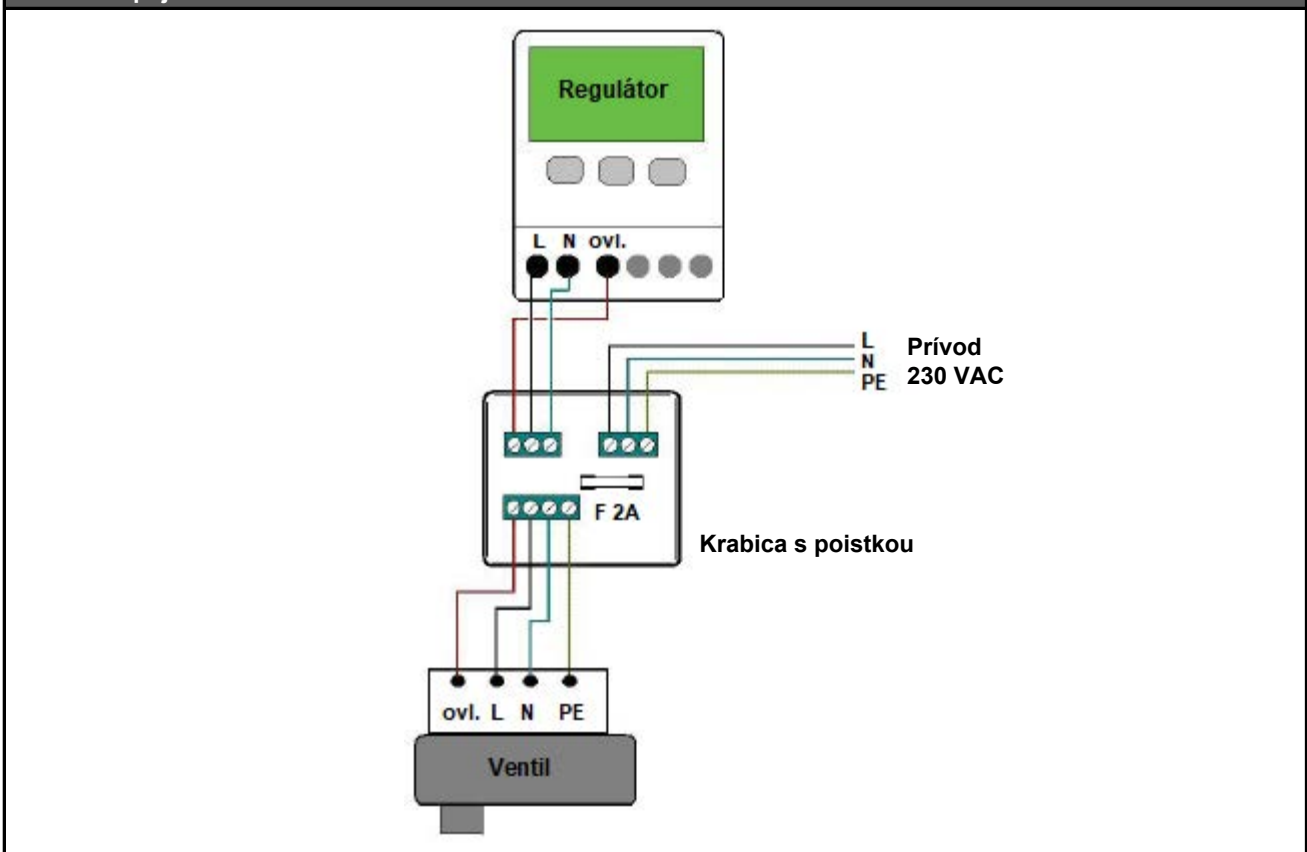 Regulátor
L N ovl.
L
N
PE
Prívod
230 VAC
F 2A
Krabica s poistkou
ovl. L N PE
Ventil